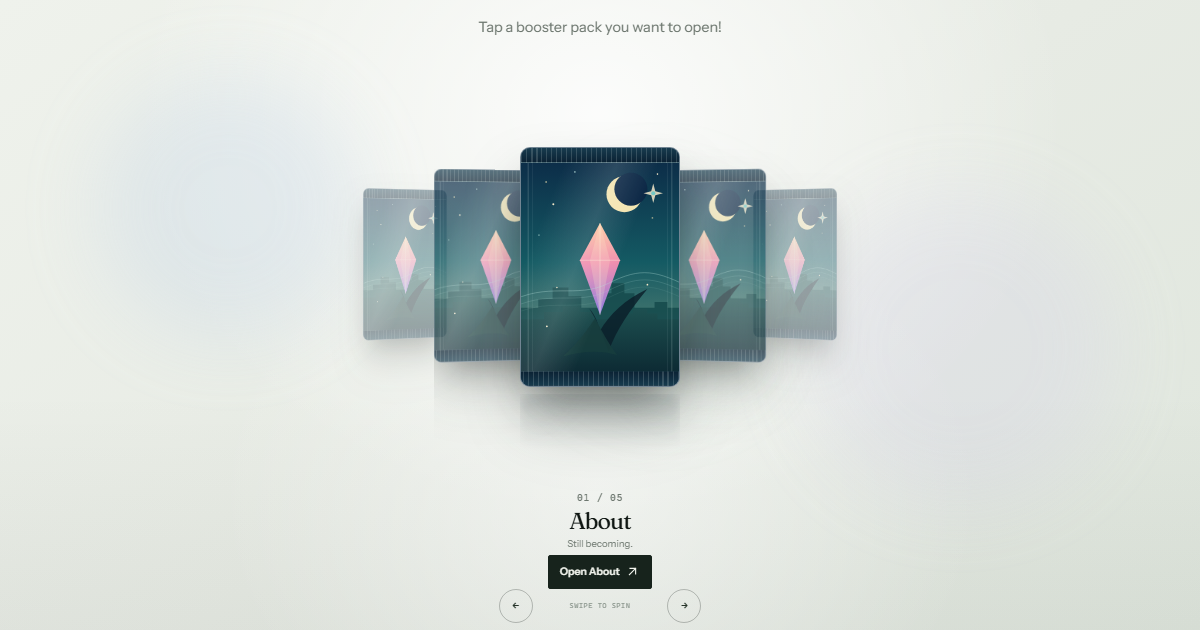 Tap a booster pack you want to open!
01 / 05
About
Still becoming.
Open About
SWIPE TO SPIN